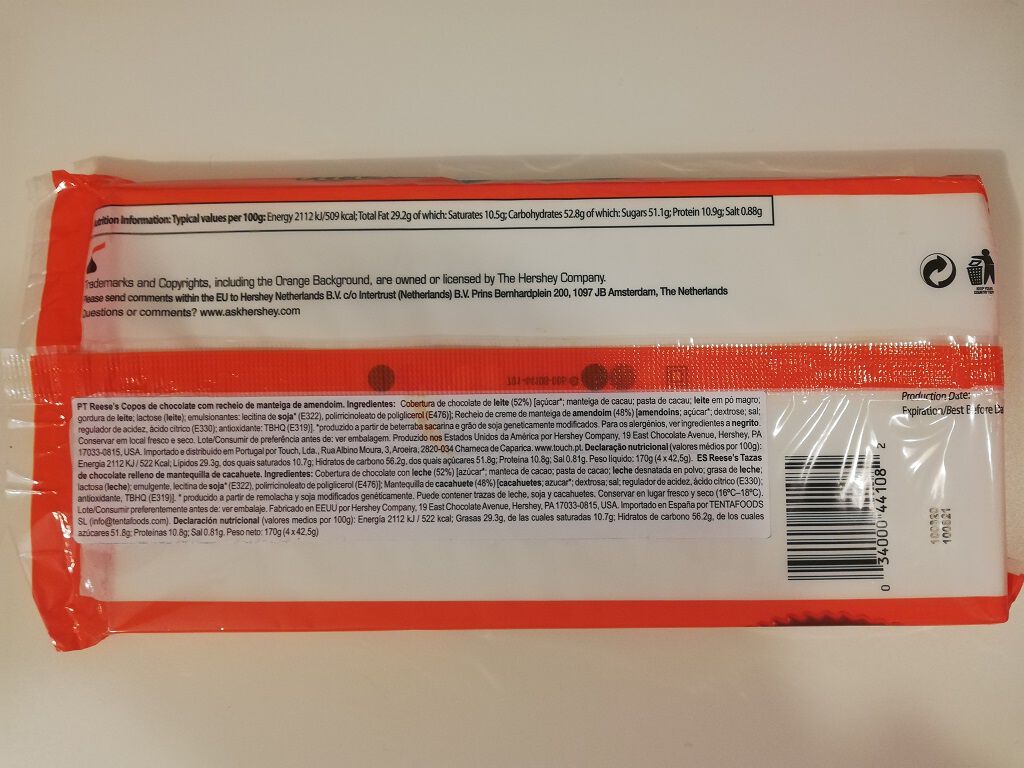 utrition Information: Typical values per 100g: Energy 2112 kJ/509 kcal; Total Fat 29.2g of which: Saturates 10.5g; Carbohydrates 52.8g of which: Sugars 51.1g; Protein 10.9g; Salt 0.88g
Trademarks and Copyrights, including the Orange Background, are owned or licensed by The Hershey Company.
Please send comments within the EU to Hershey Netherlands B.V. c/o Intertrust (Netherlands) B.V. Prins Bernhardplein 200, 1097 JB Amsterdam, The Netherlands
Questions or comments? www.askhershey.com
PT Reese's Copos de chocolate com recheio de manteiga de amendoim. Ingredientes: Cobertura de chocolate de leite (52%) [açúcar*; manteiga de cacau; pasta de cacau; leite em pó magro;
gordura de leite; lactose (leite); emulsionantes: lecitina de soja* (E322), polirricinoleato de poliglicerol (E476)]; Recheio de creme de manteiga de amendoim (48%) [amendoins; açúcar*; dextrose; sal;
regulador de acidez, ácido cítrico (E330); antioxidante: TBHQ (E319)]. *produzido a partir de beterraba sacarina e grão de soja geneticamente modificados. Para os alergénios, ver ingredientes a negrito.
Conservar em local fresco e seco. Lote/Consumir de preferência antes de: ver embalagem. Produzido nos Estados Unidos da América por Hershey Company, 19 East Chocolate Avenue, Hershey, PA
17033-0815, USA. Importado e distribuido em Portugal por Touch, Lda., Rua Albino Moura, 3, Aroeira, 2820-034 Charneca de Caparica. www.touch.pt. Declaração nutricional (valores médios por 100g):
Energia 2112 KJ / 522 Kcal; Lípidos 29.3g, dos quais saturados 10.7g; Hidratos de carbono 56.2g, dos quais açúcares 51.8g; Proteína 10.8g; Sal 0.81g. Peso líquido: 170g (4 x 42,5g). ES Reese's Tazas
de chocolate relleno de mantequilla de cacahuete. Ingredientes: Cobertura de chocolate con leche (52%) [azúcar*; manteca de cacao; pasta de cacao; leche desnatada en polvo; grasa de leche;
lactosa (leche); emulgente, lecitina de soja* (E322), polirricinoleato de poliglicerol (E476)]; Mantequilla de cacahuete (48%) [cacahuetes; azucar*; dextrosa; sal; regulador de acidez, ácido cítrico (E330);
antioxidante, TBHQ (E319)]. * producido a partir de remolacha y soja modificados genéticamente. Puede contener trazas de leche, soja y cacahuetes. Conservar en lugar fresco y seco (16ºC–18ºC).
Lote/Consumir preferentemente antes de: ver embalaje. Fabricado en EEUU por Hershey Company, 19 East Chocolate Avenue, Hershey, PA 17033-0815, USA. Importado en España por TENTAFOODS
SL (info@tentafoods.com). Declaración nutricional (valores medios por 100g): Energía 2112 kJ / 522 kcal; Grasas 29.3g, de las cuales saturadas 10.7g; Hidratos de carbono 56.2g, de los cuales
azúcares 51.8g; Proteínas 10.8g; Sal 0.81g. Peso neto: 170g (4 x 42,5g)
Production Date:
Expiration/Best Before Da
0 34000 44108 2
100920
100821